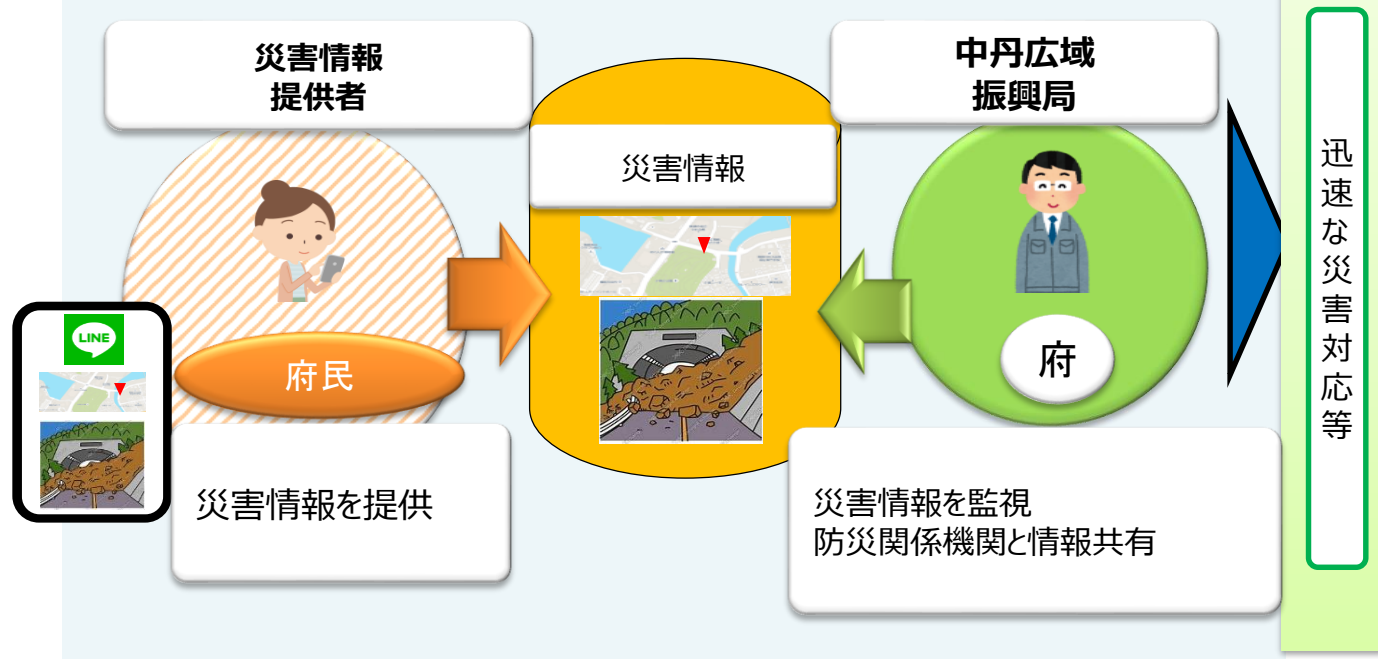 災害情報
提供者
中丹広域
振興局
災害情報
LINE
府民
府
災害情報を提供
災害情報を監視
防災関係機関と情報共有
迅速な災害対応等